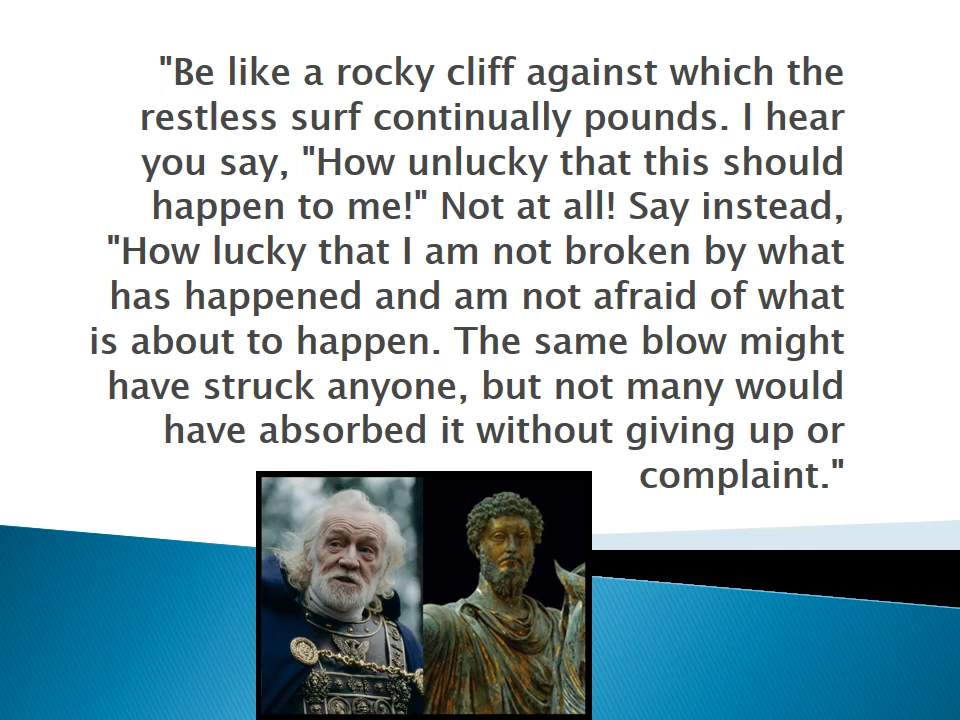 "Be like a rocky cliff against which the
restless surf continually pounds. I hear
you say, "How unlucky that this should
happen to me!" Not at all! Say instead,
"How lucky that I am not broken by what
has happened and am not afraid of what
is about to happen. The same blow might
have struck anyone, but not many would
have absorbed it without giving up or
complaint."